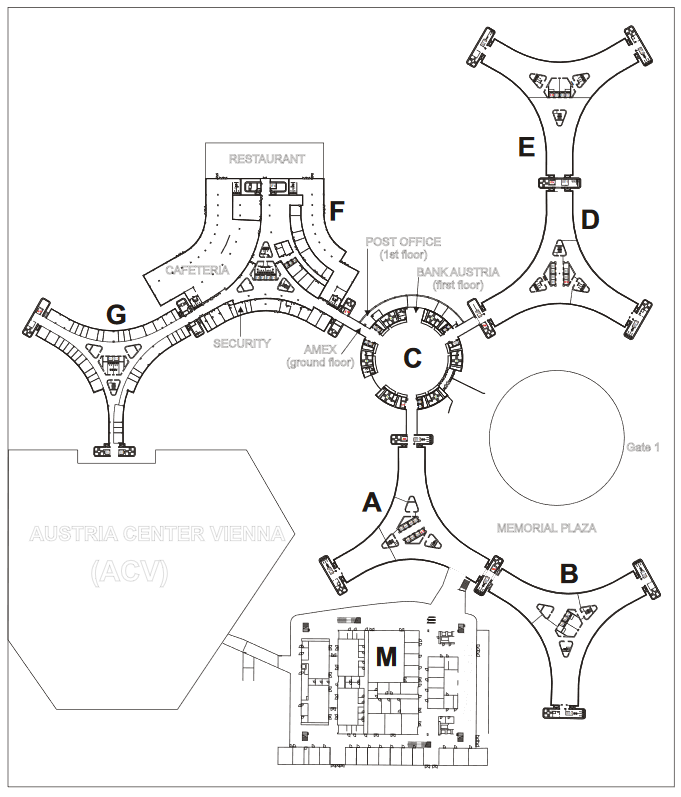 E
RESTAURANT
F
D
POST OFFICE
(1st floor)
CAFETERIA
BANK AUSTRIA
(first floor)
G
SECURITY
AMEX
(ground floor)
C
Gate 1
A
MEMORIAL PLAZA
AUSTRIA CENTER VIENNA
(ACV)
B
M